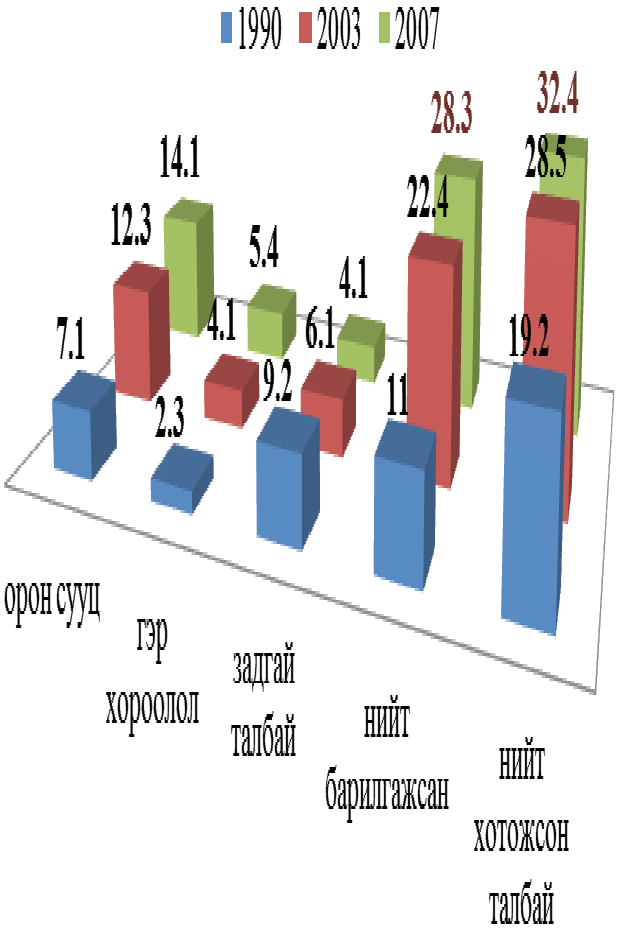 1990 2003 2007
32.4
28.3
28.5
14.1
22.4
12.3
5.4
4.1
7.1
4.1
6.1
19.2
2.3
9.2
11
орон сууц
гэр
хороолол
задгай
талбай
нийт
барилгажсан
нийт
хотожсон
талбай